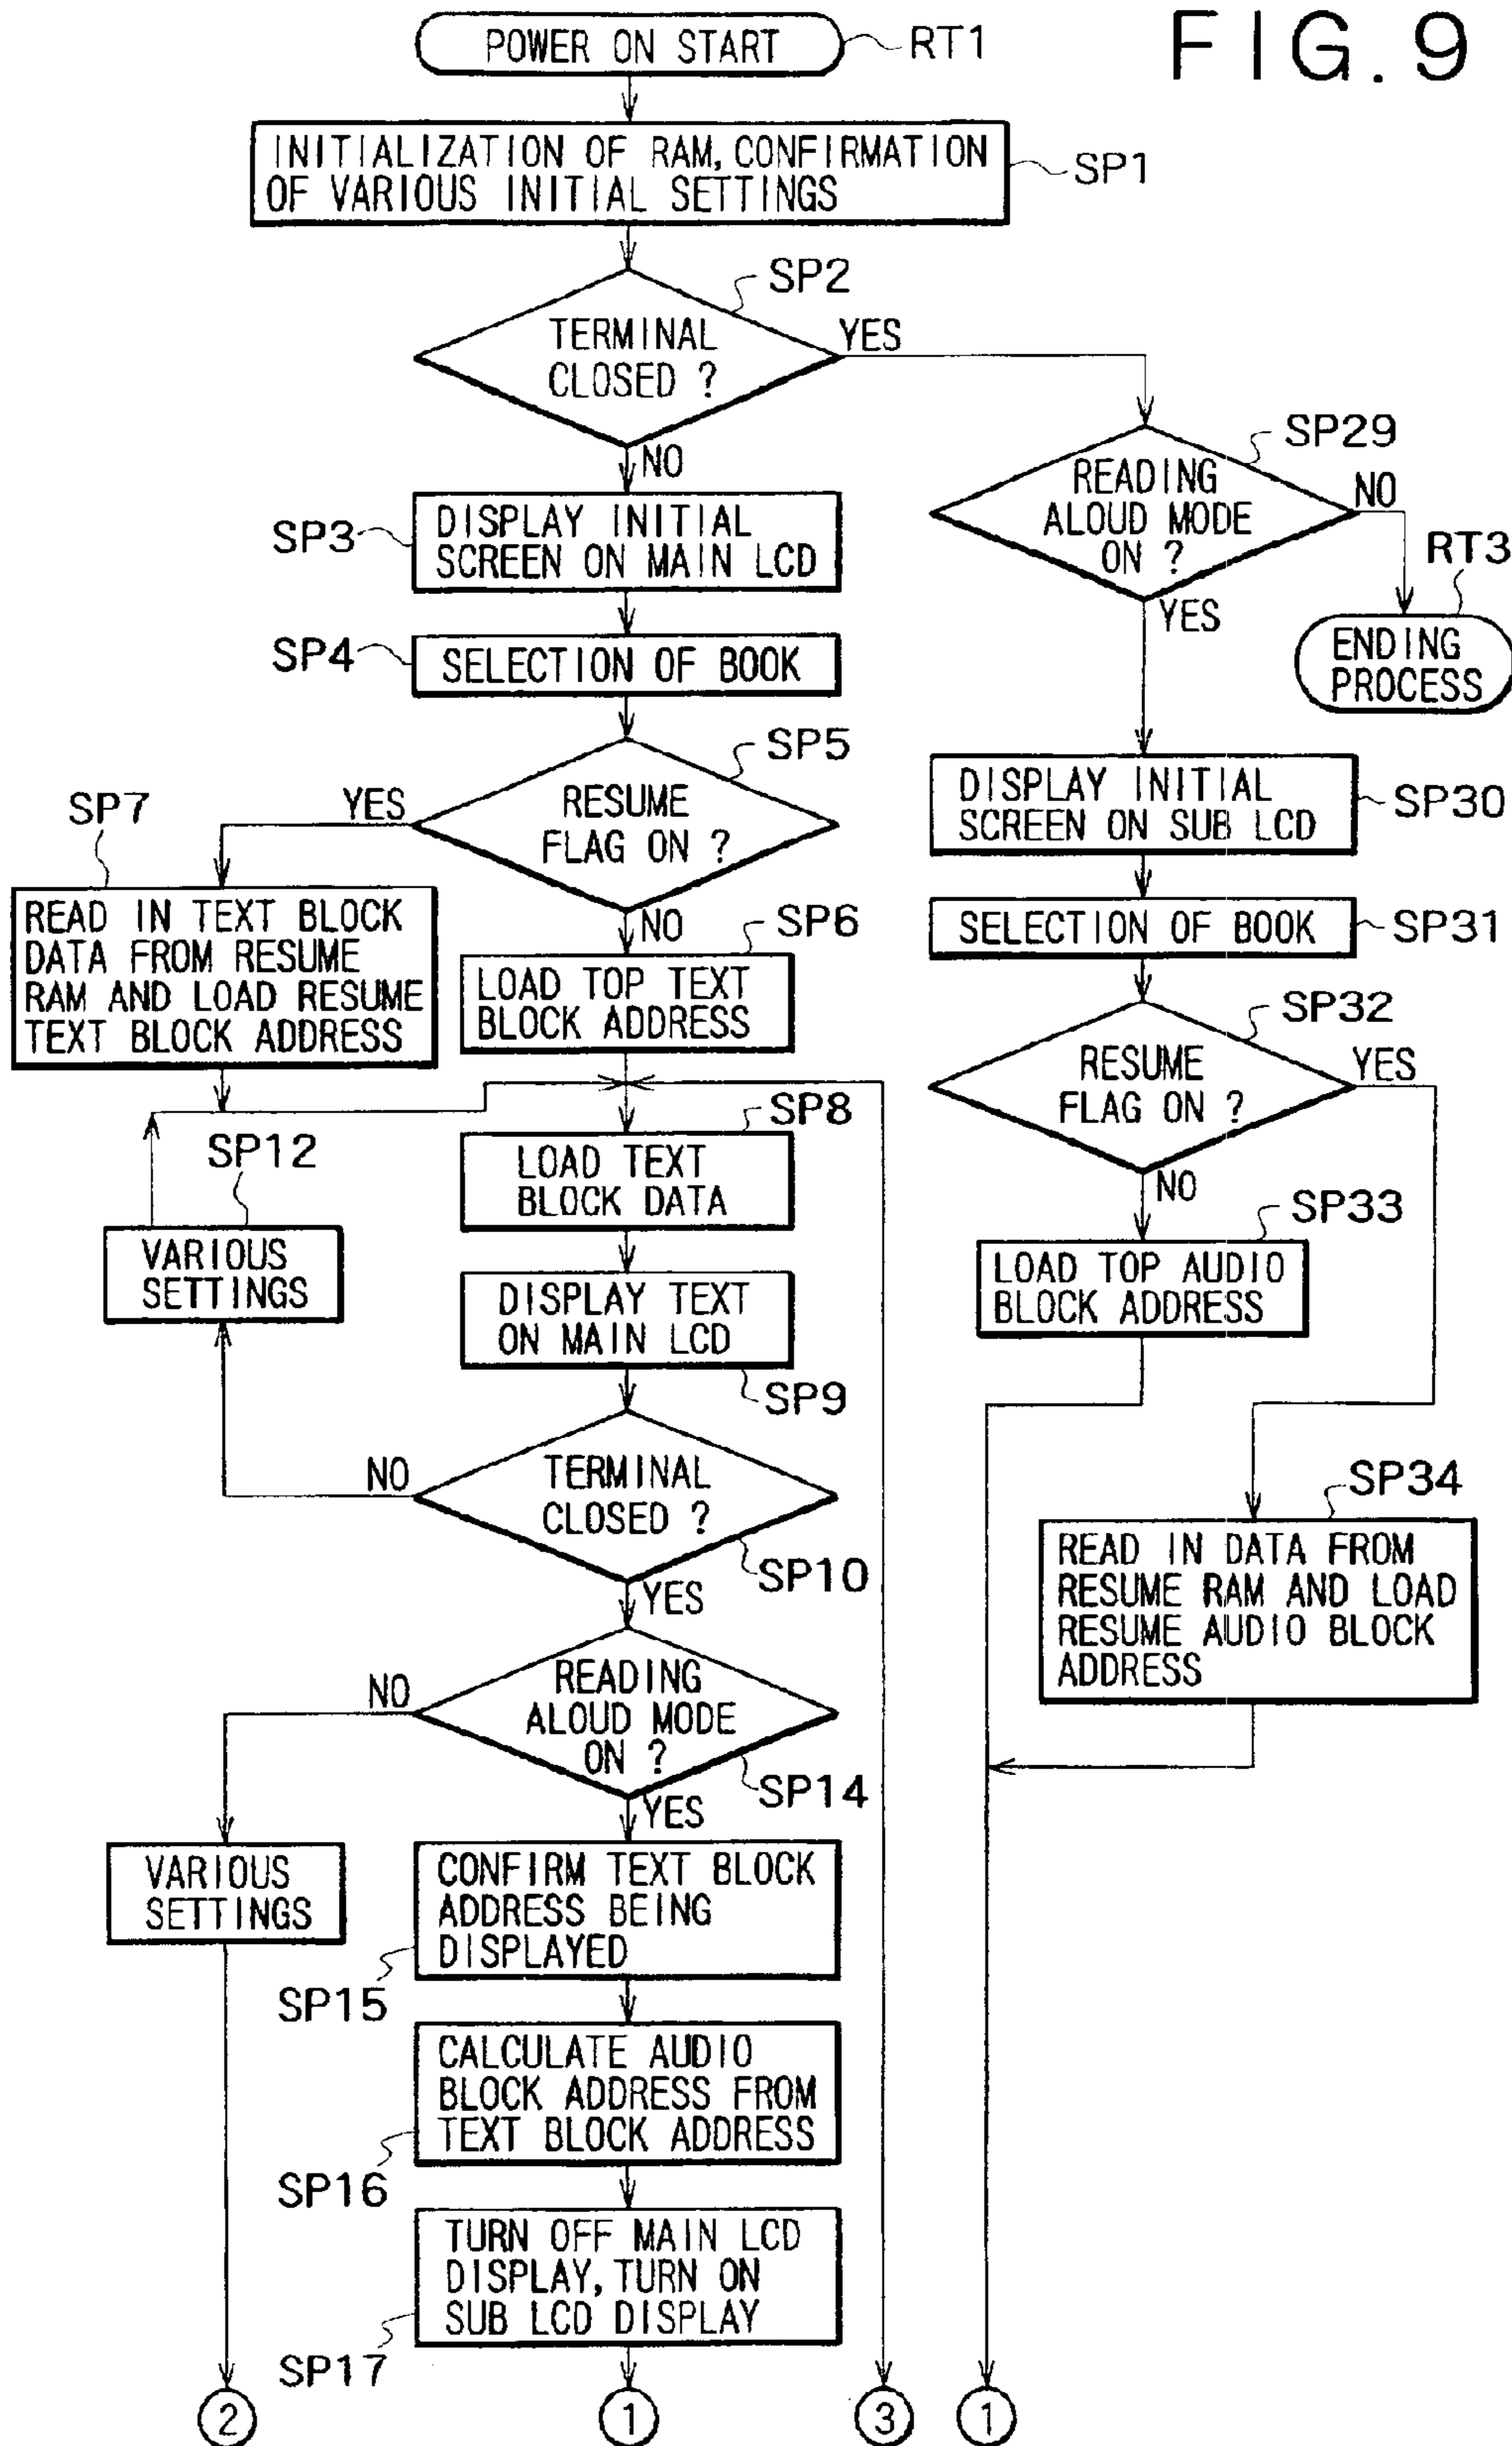 FIG. 9
POWER ON START
RT1
INITIALIZATION OF RAM, CONFIRMATION
OF VARIOUS INITIAL SETTINGS
SP1
SP2
TERMINAL
CLOSED ?
YES
NO
SP3
DISPLAY INITIAL
SCREEN ON MAIN LCD
SP4
SELECTION OF BOOK
SP5
RESUME
FLAG ON ?
YES
NO
SP7
READ IN TEXT BLOCK
DATA FROM RESUME
RAM AND LOAD RESUME
TEXT BLOCK ADDRESS
SP6
LOAD TOP TEXT
BLOCK ADDRESS
SP8
LOAD TEXT
BLOCK DATA
SP12
VARIOUS
SETTINGS
DISPLAY TEXT
ON MAIN LCD
SP9
TERMINAL
CLOSED ?
NO
SP10
YES
READING
ALOUD MODE
ON ?
NO
SP14
YES
VARIOUS
SETTINGS
CONFIRM TEXT BLOCK
ADDRESS BEING
DISPLAYED
SP15
CALCULATE AUDIO
BLOCK ADDRESS FROM
TEXT BLOCK ADDRESS
SP16
TURN OFF MAIN LCD
DISPLAY, TURN ON
SUB LCD DISPLAY
SP17
SP29
READING
ALOUD MODE
ON ?
NO
YES
RT3
ENDING
PROCESS
DISPLAY INITIAL
SCREEN ON SUB LCD
SP30
SELECTION OF BOOK
SP31
SP32
RESUME
FLAG ON ?
YES
NO
SP33
LOAD TOP AUDIO
BLOCK ADDRESS
SP34
READ IN DATA FROM
RESUME RAM AND LOAD
RESUME AUDIO BLOCK
ADDRESS
2
1
3
1